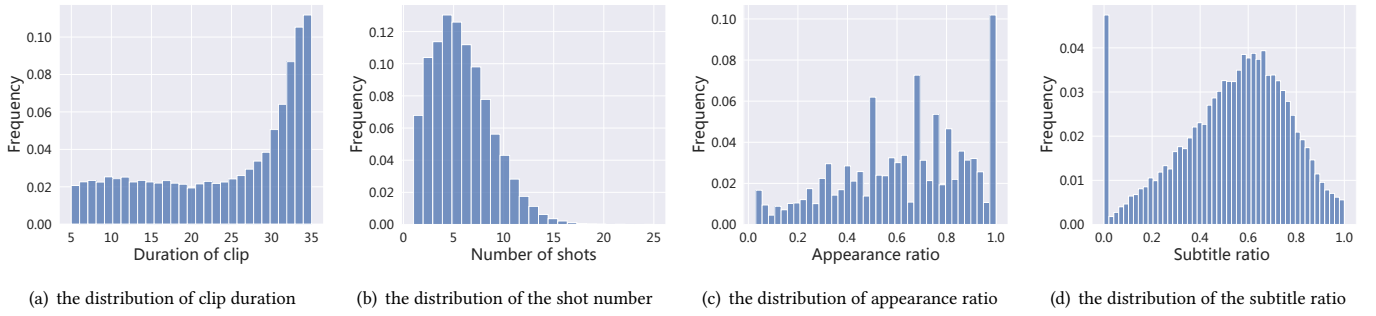 Frequency
0.10
0.08
0.06
0.04
0.02
0.00
5 10 15 20 25 30 35
Duration of clip
(a) the distribution of clip duration
Frequency
0.12
0.10
0.08
0.06
0.04
0.02
0.00
0 5 10 15 20 25
Number of shots
(b) the distribution of the shot number
Frequency
0.10
0.08
0.06
0.04
0.02
0.00
0.0 0.2 0.4 0.6 0.8 1.0
Appearance ratio
(c) the distribution of appearance ratio
Frequency
0.04
0.03
0.02
0.01
0.00
0.0 0.2 0.4 0.6 0.8 1.0
Subtitle ratio
(d) the distribution of the subtitle ratio